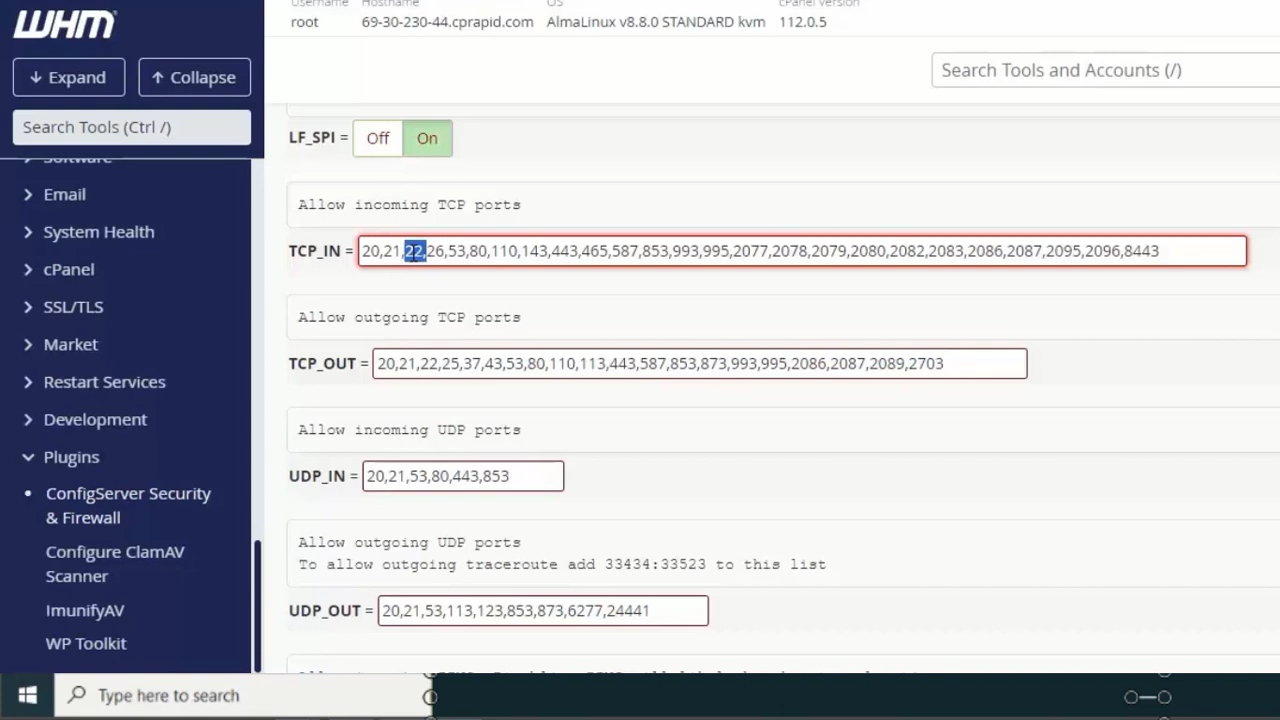 WHM
Username OS cPanel Version
root 69-30-230-44.cprapid.com AlmaLinux v8.8.0 STANDARD kvm 112.0.5
Expand Collapse
Search Tools (Ctrl /)
Search Tools and Accounts (/)
Software
Email
System Health
cPanel
SSL/TLS
Market
Restart Services
Development
Plugins
ConfigServer Security
& Firewall
Configure ClamAV
Scanner
ImunifyAV
WP Toolkit
LF_SPI = Off On
Allow incoming TCP ports
TCP_IN = 20,21,22,26,53,80,110,143,443,465,587,853,993,995,2077,2078,2079,2080,2082,2083,2086,2087,2095,2096,8443
Allow outgoing TCP ports
TCP_OUT = 20,21,22,25,37,43,53,80,110,113,443,587,853,873,993,995,2086,2087,2089,2703
Allow incoming UDP ports
UDP_IN = 20,21,53,80,443,853
Allow outgoing UDP ports
To allow outgoing traceroute add 33434:33523 to this list
UDP_OUT = 20,21,53,113,123,853,873,6277,24441
Type here to search